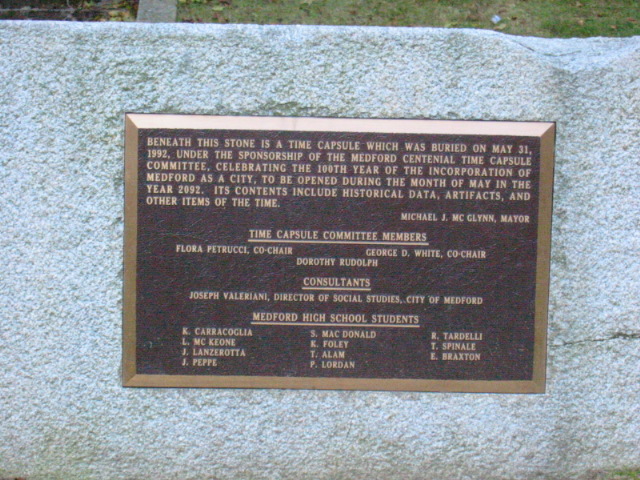 BENEATH THIS STONE IS A TIME CAPSULE WHICH WAS BURIED ON MAY 31,
1992, UNDER THE SPONSORSHIP OF THE MEDFORD CENTENIAL TIME CAPSULE
COMMITTEE, CELEBRATING THE 100TH YEAR OF THE INCORPORATION OF
MEDFORD AS A CITY, TO BE OPENED DURING THE MONTH OF MAY IN THE
YEAR 2092. ITS CONTENTS INCLUDE HISTORICAL DATA, ARTIFACTS, AND
OTHER ITEMS OF THE TIME.
MICHAEL J. MC GLYNN, MAYOR
TIME CAPSULE COMMITTEE MEMBERS
FLORA PETRUCCI, CO-CHAIR GEORGE D. WHITE, CO-CHAIR
DOROTHY RUDOLPH
CONSULTANTS
JOSEPH VALERIANI, DIRECTOR OF SOCIAL STUDIES, CITY OF MEDFORD
MEDFORD HIGH SCHOOL STUDENTS
K. CARRACOGLIA S. MAC DONALD R. TARDELLI
L. MC KEONE K. FOLEY T. SPINALE
J. LANZEROTTA T. ALAM E. BRAXTON
J. PEPPE P. LORDAN